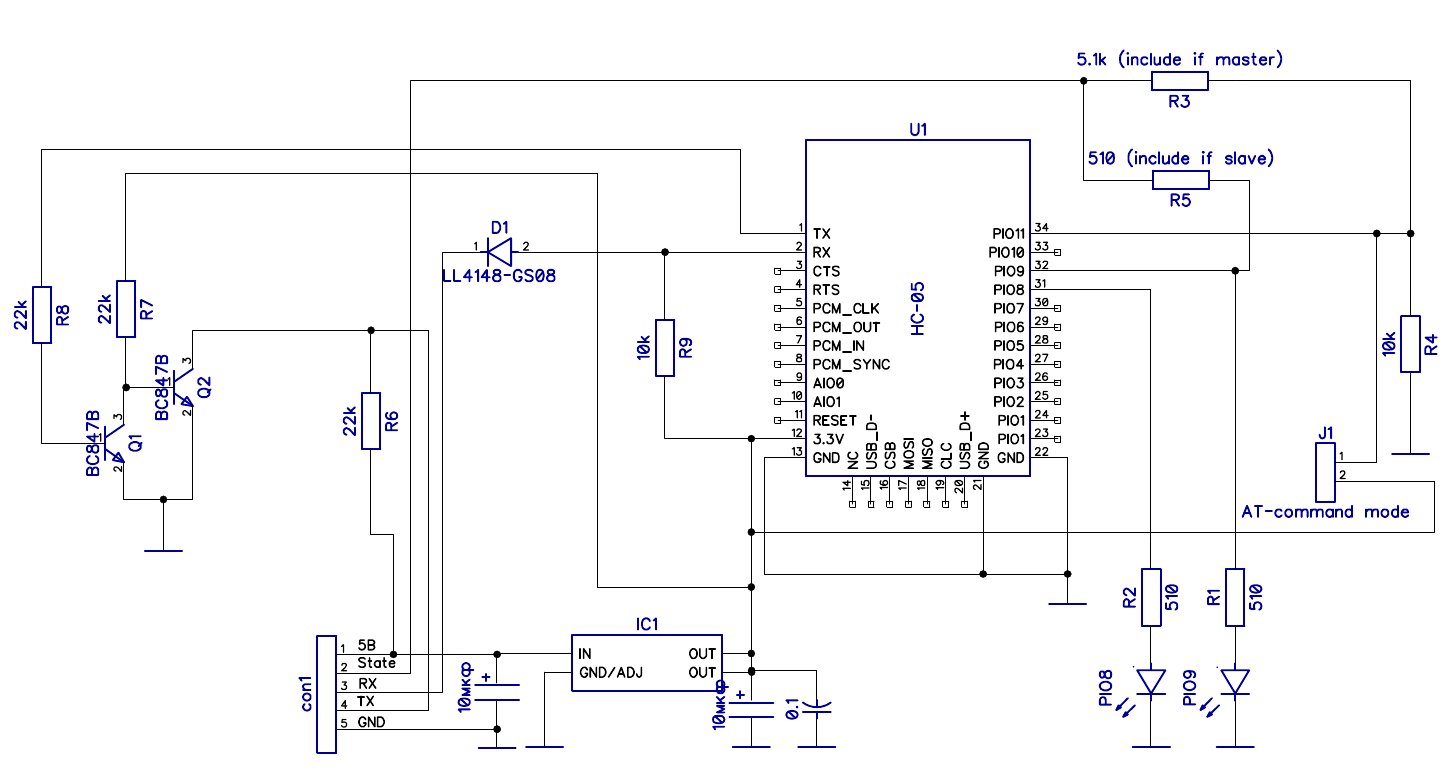 5.1k (include if master)
R3
U1
510 (include if slave)
R5
D1
1
2
LL4148-GS08
1
TX
PIO11
34
2
RX
PIO10
33
3
CTS
PIO9
32
4
RTS
PIO8
31
5
PCM_CLK
PIO7
30
6
PCM_OUT
PIO6
29
7
PCM_IN
PIO5
28
8
PCM_SYNC
PIO4
27
9
AIO0
PIO3
26
10
AIO1
PIO2
25
11
RESET
PIO1
24
12
3.3V
PIO1
23
13
GND
GND
22
HC-05
NC
USB_D-
CSB
MOSI
MISO
CLC
USB_D+
GND
14
15
16
17
18
19
20
21
22k
R8
22k
R7
BC847B
1
3
2
Q2
BC847B
1
3
2
Q1
22k
R6
10k
R9
10k
R4
J1
1
2
AT-command mode
R2
510
R1
510
PIO8
PIO9
con1
1
5B
2
State
3
RX
4
TX
5
GND
10мкф
+
IC1
IN
OUT
GND/ADJ
OUT
10мкф
+
0.1